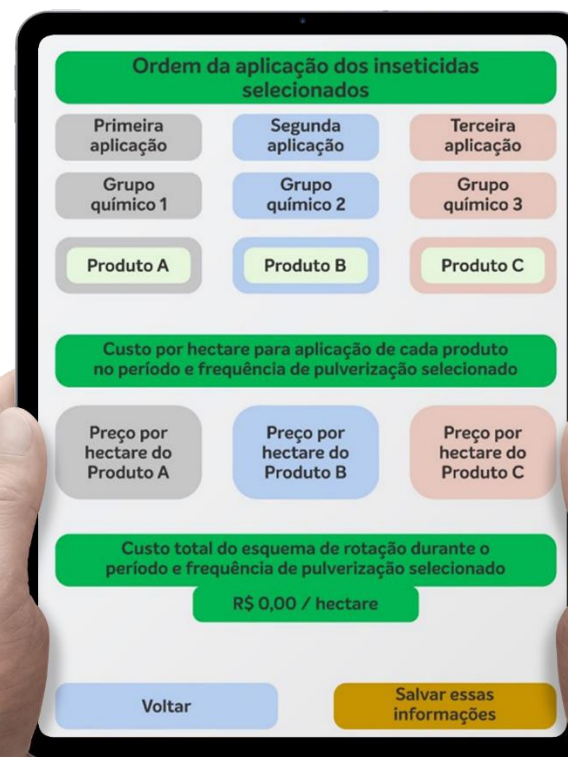 Ordem da aplicação dos inseticidas
selecionados
Primeira
aplicação
Segunda
aplicação
Terceira
aplicação
Grupo
químico 1
Grupo
químico 2
Grupo
químico 3
Produto A
Produto B
Produto C
Custo por hectare para aplicação de cada produto
no período e frequência de pulverização selecionado
Preço por
hectare do
Produto A
Preço por
hectare do
Produto B
Preço por
hectare do
Produto C
Custo total do esquema de rotação durante o
período e frequência de pulverização selecionado
R$ 0,00 / hectare
Voltar
Salvar essas
informações